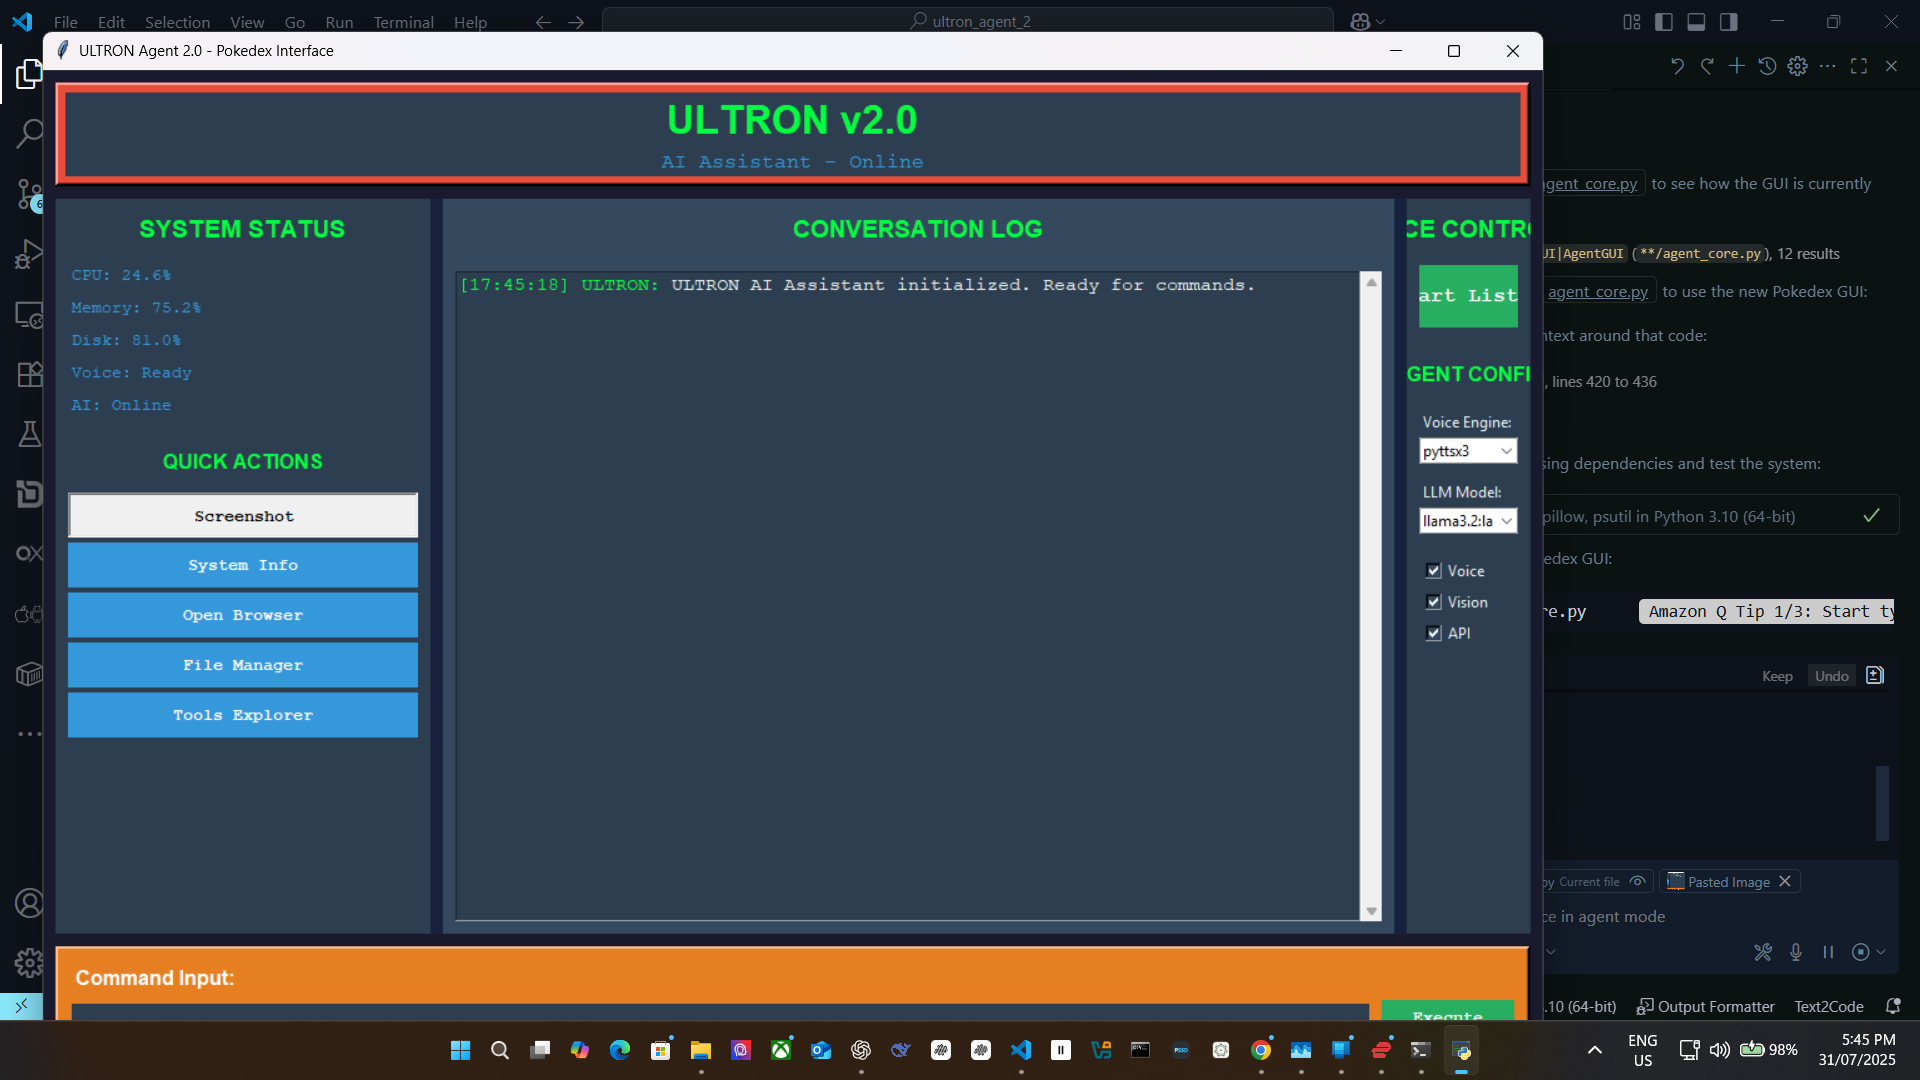 File Edit Selection View Go Run Terminal Help
ultron_agent_2
ULTRON Agent 2.0 - Pokedex Interface
ULTRON v2.0
AI Assistant - Online
SYSTEM STATUS
CPU: 24.6%
Memory: 75.2%
Disk: 81.0%
Voice: Ready
AI: Online
QUICK ACTIONS
Screenshot
System Info
Open Browser
File Manager
Tools Explorer
CONVERSATION LOG
[17:45:18] ULTRON: ULTRON AI Assistant initialized. Ready for commands.
CE CONTRO
art List
GENT CONFI
Voice Engine:
pyttsx3
LLM Model:
llama3.2:la
Voice
Vision
API
Command Input:
Execute
agent_core.py to see how the GUI is currently
UI|AgentGUI (**/agent_core.py), 12 results
agent_core.py to use the new Pokedex GUI:
ntext around that code:
, lines 420 to 436
sing dependencies and test the system:
pillow, psutil in Python 3.10 (64-bit)
edex GUI:
re.py Amazon Q Tip 1/3: Start ty
Keep Undo
py Current file Pasted Image
ce in agent mode
.10 (64-bit) Output Formatter Text2Code
6
ENG
US
98%
5:45 PM
31/07/2025